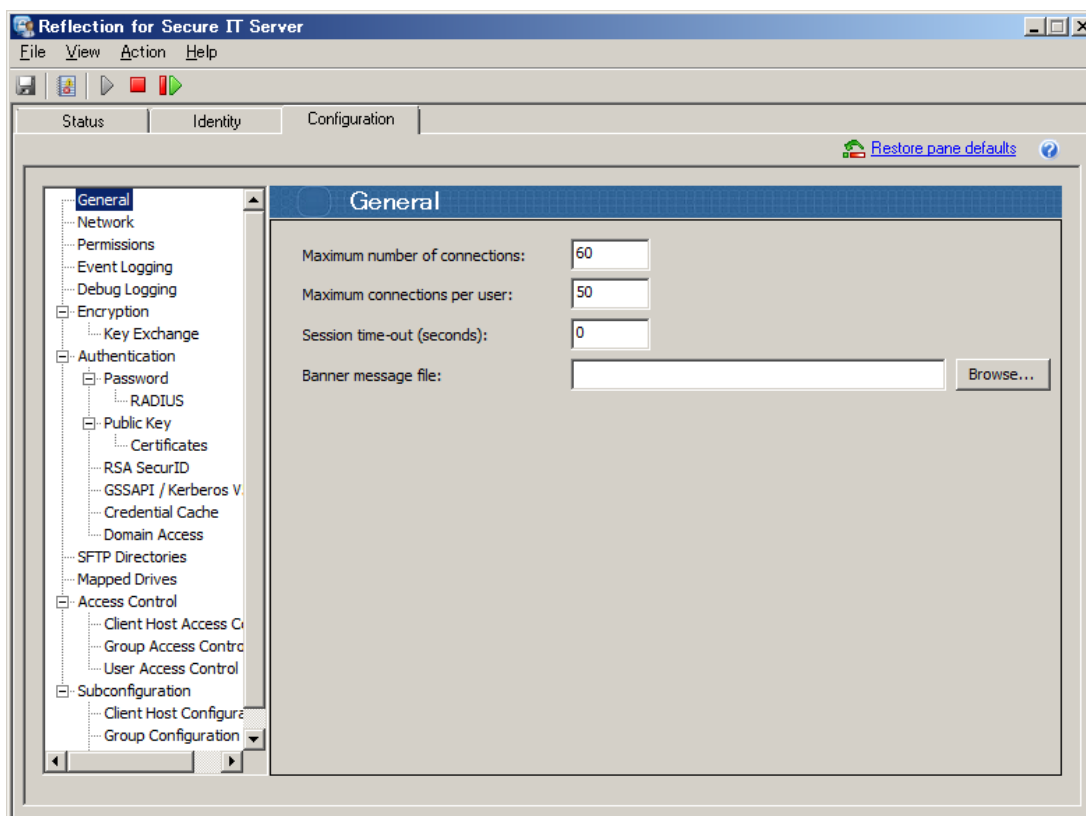 Reflection for Secure IT Server
File View Action Help
Status Identity Configuration
Restore pane defaults
General
Network
Permissions
Event Logging
Debug Logging
Encryption
Key Exchange
Authentication
Password
RADIUS
Public Key
Certificates
RSA SecurID
GSSAPI / Kerberos V
Credential Cache
Domain Access
SFTP Directories
Mapped Drives
Access Control
Client Host Access C
Group Access Contro
User Access Control
Subconfiguration
Client Host Configura
Group Configuration
General
Maximum number of connections: 60
Maximum connections per user: 50
Session time-out (seconds): 0
Banner message file: Browse...